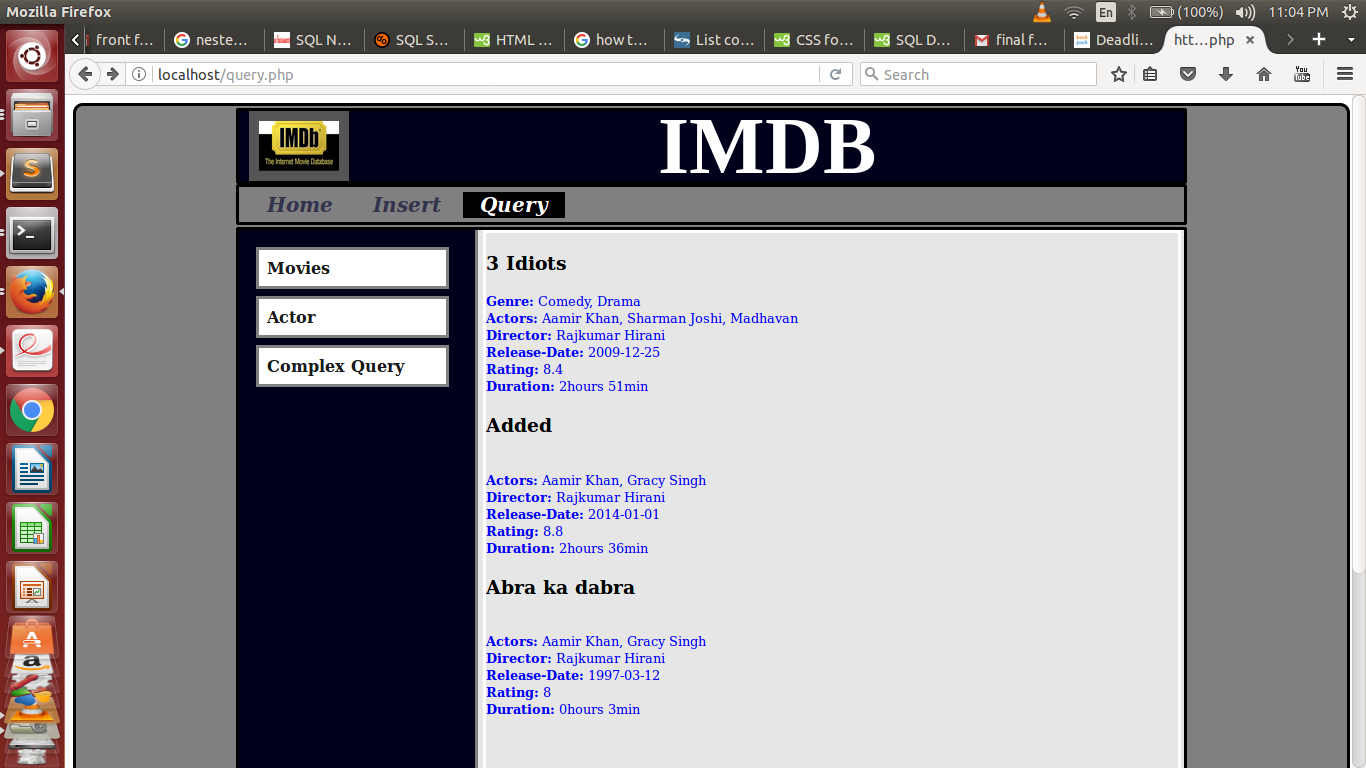 Mozilla Firefox
En
(100%)
11:04 PM
front f...
neste...
SQL N...
SQL S...
HTML ...
how t...
List co...
CSS fo...
SQL D...
final f...
Deadli...
htt...php
localhost/query.php
Search
You
Tube
IMDb
The Internet Movie Database
IMDB
Home Insert Query
Movies
Actor
Complex Query
3 Idiots
Genre: Comedy, Drama
Actors: Aamir Khan, Sharman Joshi, Madhavan
Director: Rajkumar Hirani
Release-Date: 2009-12-25
Rating: 8.4
Duration: 2hours 51min
Added
Actors: Aamir Khan, Gracy Singh
Director: Rajkumar Hirani
Release-Date: 2014-01-01
Rating: 8.8
Duration: 2hours 36min
Abra ka dabra
Actors: Aamir Khan, Gracy Singh
Director: Rajkumar Hirani
Release-Date: 1997-03-12
Rating: 8
Duration: 0hours 3min